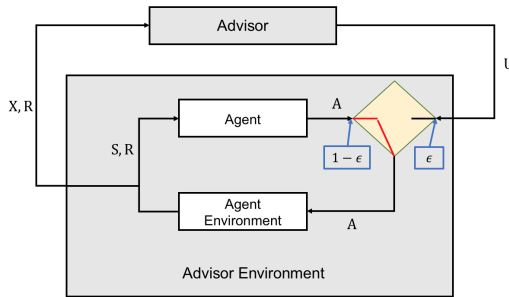 Advisor
U
X, R
A
Agent
S, R
1 − ϵ
ϵ
Agent
Environment
A
Advisor Environment